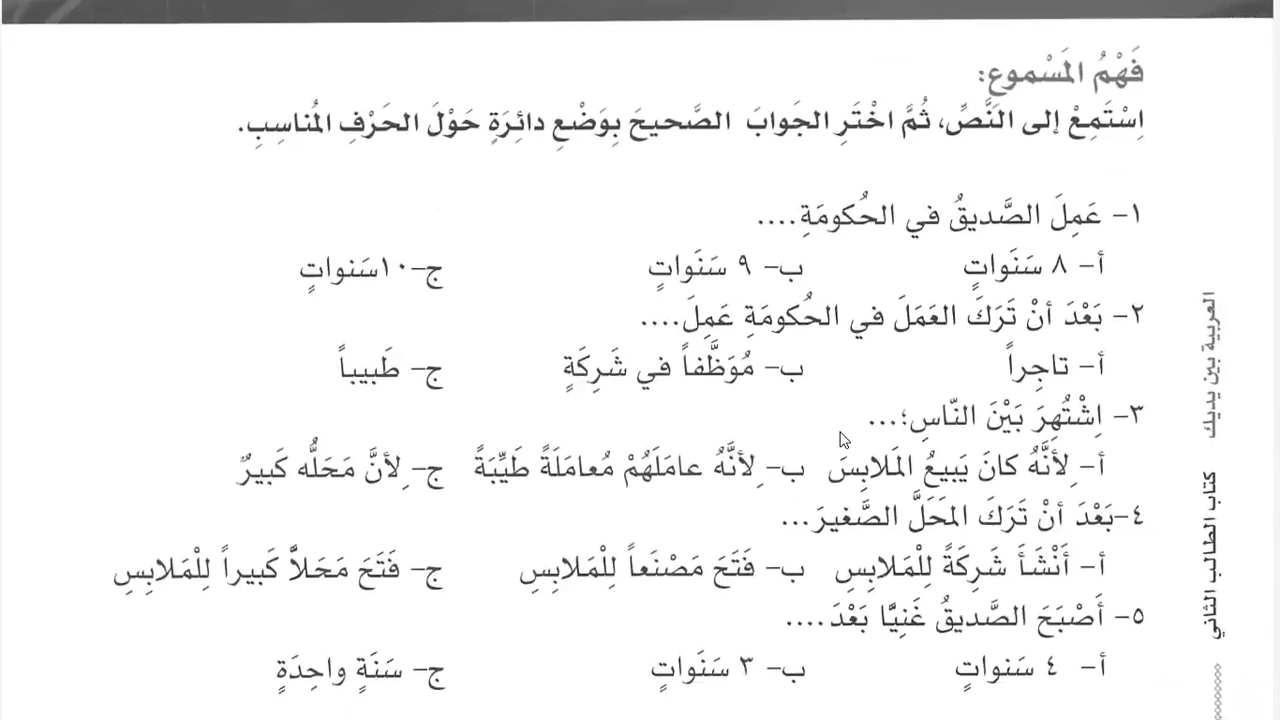 فَهْمُ المَسْموعِ:
اِسْتَمِعْ إلى النَّصِّ، ثُمَّ اخْتَرِ الجَوابَ الصَّحيحَ بِوَضْعِ دائِرَةٍ حَوْلَ الحَرْفِ المُناسِبِ.
١- عَمِلَ الصَّديقُ في الحُكومَةِ....
أ- ٨ سَنَواتٍ ب- ٩ سَنَواتٍ ج- ١٠سَنواتٍ
٢- بَعْدَ أنْ تَرَكَ العَمَلَ في الحُكومَةِ عَمِلَ....
أ- تاجِراً ب- مُوَظَّفاً في شَرِكَةٍ ج- طَبيباً
٣- اِشْتُهِرَ بَيْنَ النّاسِ؛...
أ- لِأنَّهُ كانَ يَبيعُ المَلابِسَ ب- لِأنَّهُ عامَلَهُمْ مُعامَلَةً طَيِّبَةً ج- لِأنَّ مَحَلُّه كَبيرٌ
٤-بَعْدَ أنْ تَرَكَ المَحَلَّ الصَّغيرَ...
أ- أَنْشَأَ شَرِكَةً لِلْمَلابِسِ ب- فَتَحَ مَصْنَعاً لِلْمَلابِسِ ج- فَتَحَ مَحَلاًّ كَبيراً لِلْمَلابِسِ
٥- أَصْبَحَ الصَّديقُ غَنِيًّا بَعْدَ....
أ- ٤ سَنواتٍ ب- ٣ سَنَواتٍ ج- سَنَةٍ واحِدَةٍ
العربية بين يديك كتاب الطالب الثاني